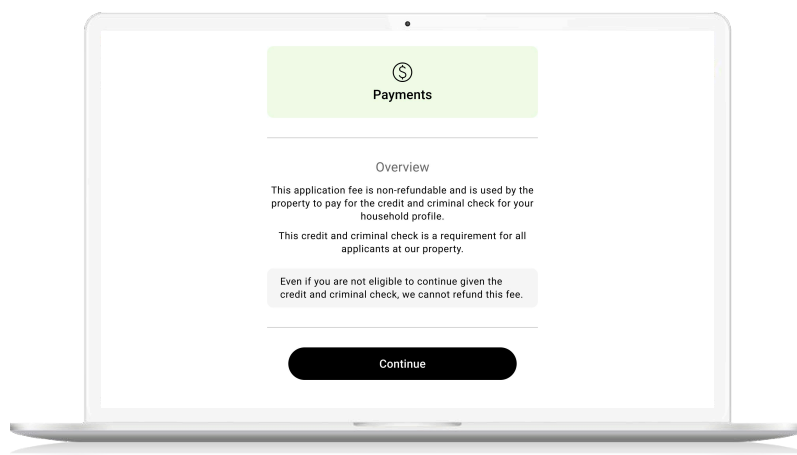 Payments
Overview
This application fee is non-refundable and is used by the
property to pay for the credit and criminal check for your
household profile.
This credit and criminal check is a requirement for all
applicants at our property.
Even if you are not eligible to continue given the
credit and criminal check, we cannot refund this fee.
Continue